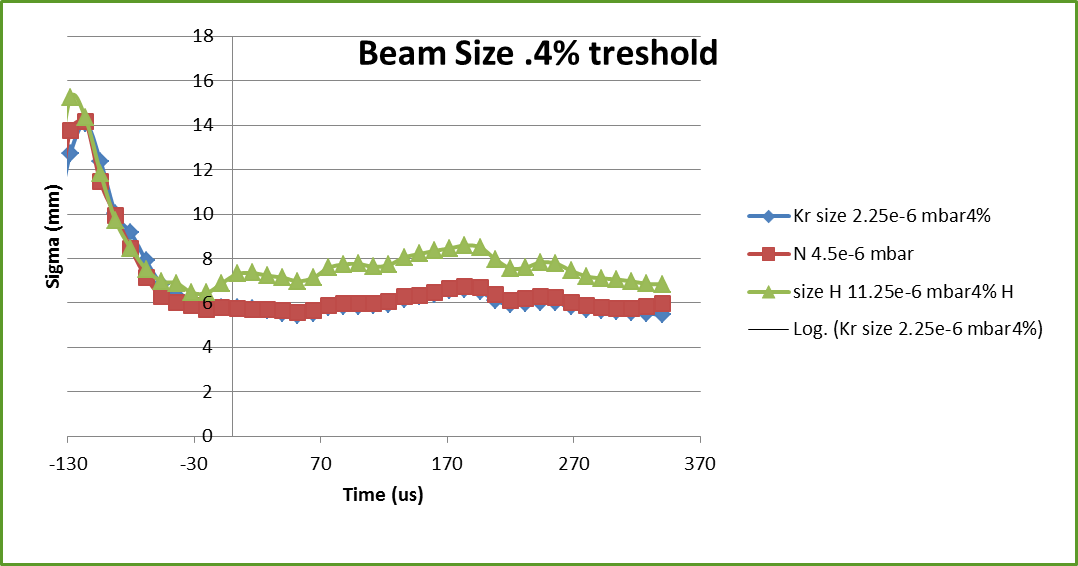 Beam Size .4% treshold
18
16
14
12
10
8
6
4
2
0
Sigma (mm)
-130 -30 70 170 270 370
Time (us)
Kr size 2.25e-6 mbar4%
N 4.5e-6 mbar
size H 11.25e-6 mbar4% H
Log. (Kr size 2.25e-6 mbar4%)